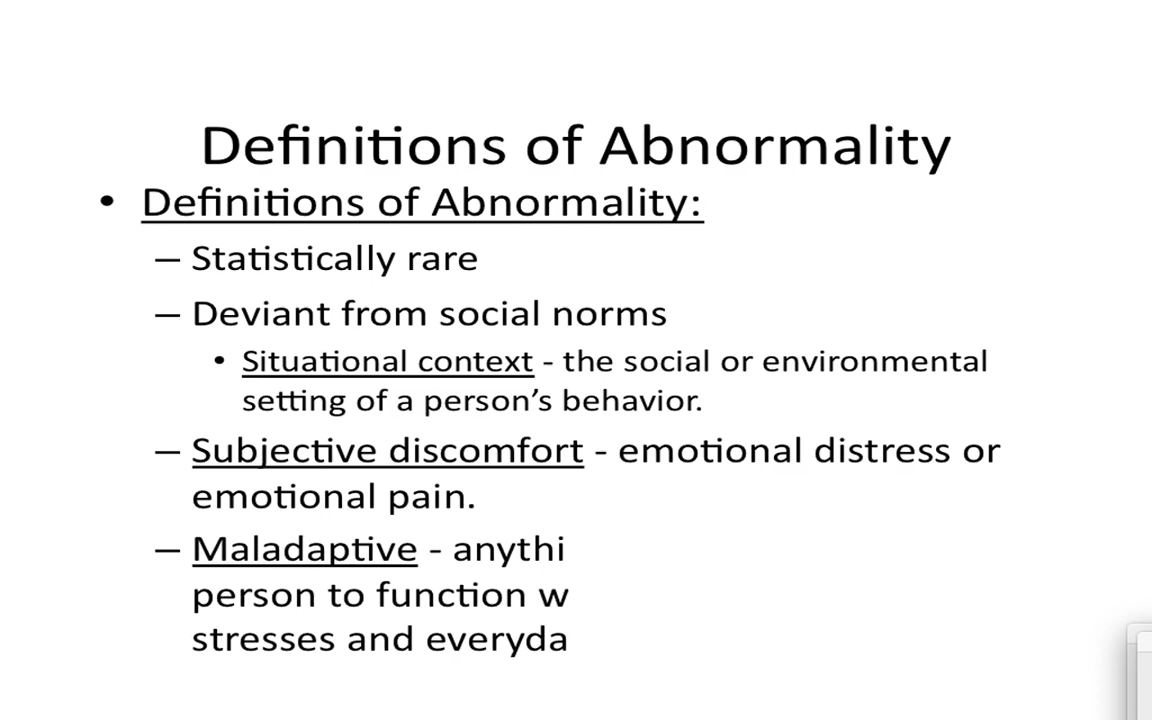 Definitions of Abnormality
• Definitions of Abnormality:
– Statistically rare
– Deviant from social norms
• Situational context - the social or environmental
setting of a person’s behavior.
– Subjective discomfort - emotional distress or
emotional pain.
– Maladaptive - anythi
person to function w
stresses and everyda